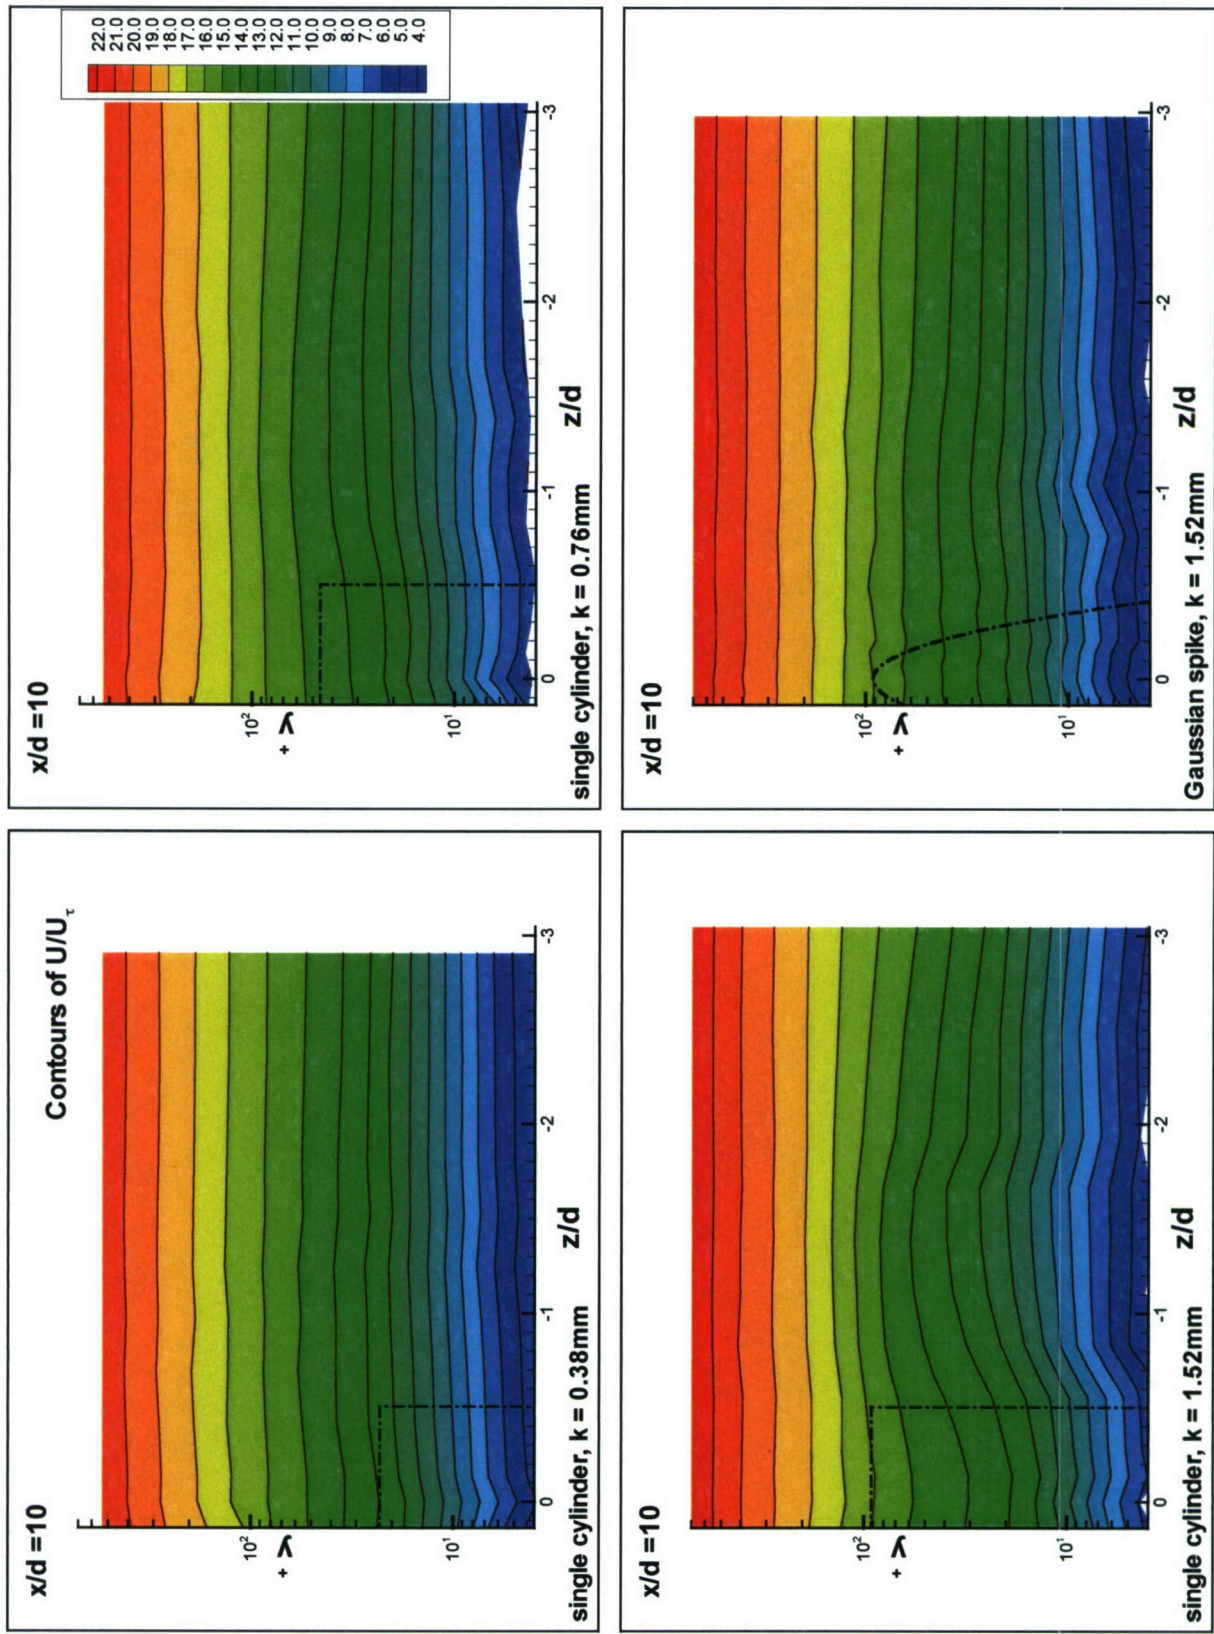 x/d =10
Contours of U/Uτ
10²
y+
10¹
0 -1 -2 -3
z/d
single cylinder, k = 0.38mm
x/d =10
22.0
21.0
20.0
19.0
18.0
17.0
16.0
15.0
14.0
13.0
12.0
11.0
10.0
9.0
8.0
7.0
6.0
5.0
4.0
10²
y+
10¹
0 -1 -2 -3
z/d
single cylinder, k = 0.76mm
x/d =10
10²
y+
10¹
0 -1 -2 -3
z/d
single cylinder, k = 1.52mm
x/d =10
10²
y+
10¹
0 -1 -2 -3
z/d
Gaussian spike, k = 1.52mm